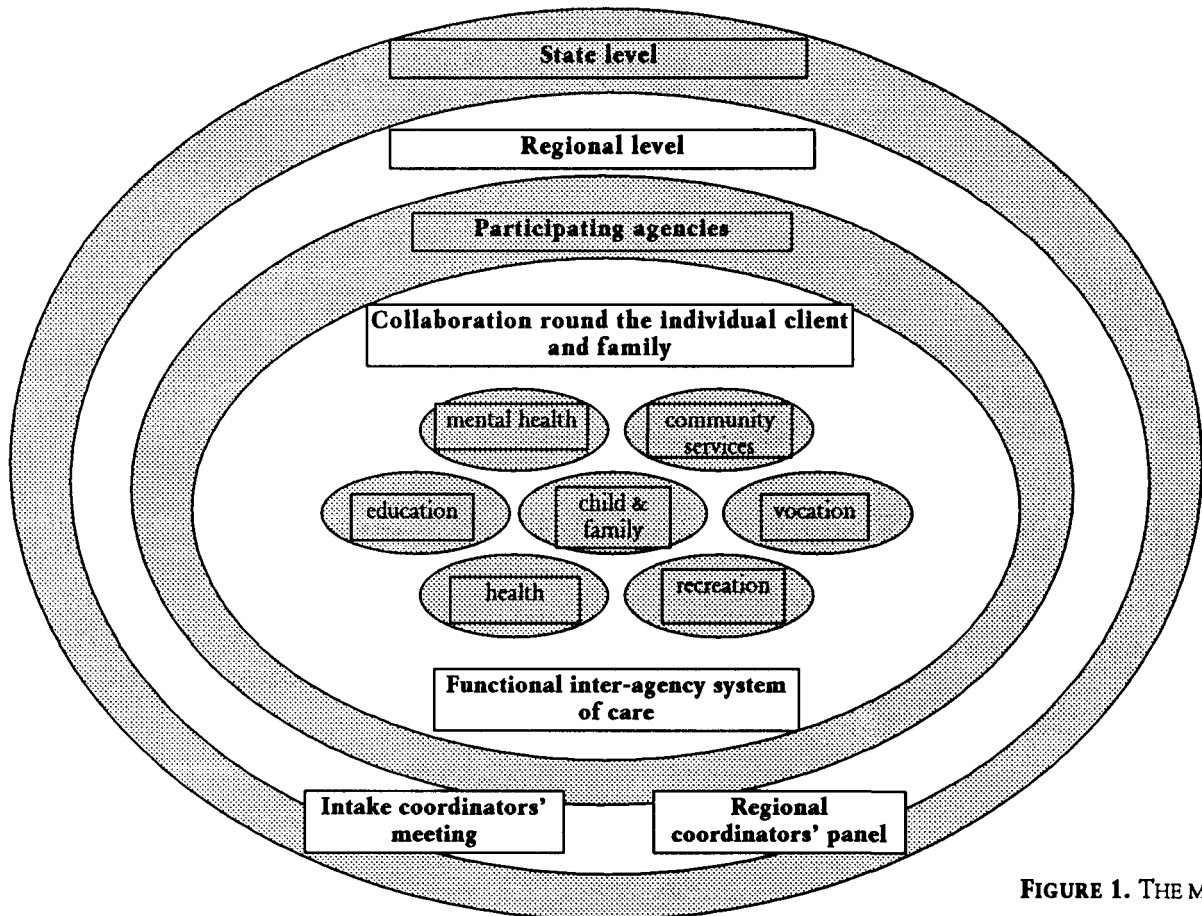 State level
Regional level
Participating agencies
Collaboration round the individual client
and family
mental health
community
services
education
child &
family
vocation
health
recreation
Functional inter-agency system
of care
Intake coordinators'
meeting
Regional
coordinators' panel
FIGURE 1. THE M